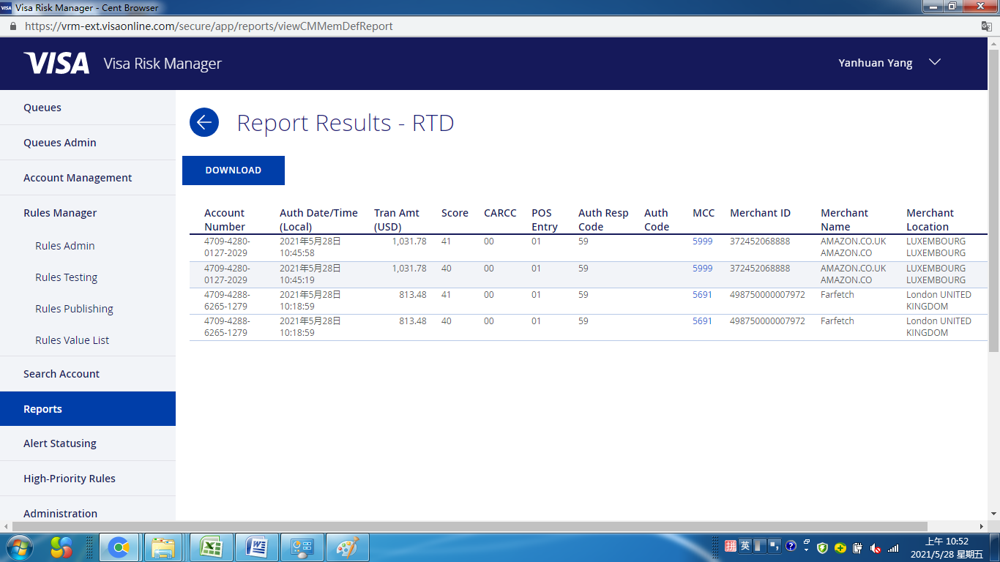 VISA Visa Risk Manager - Cent Browser
https://vrm-ext.visaonline.com/secure/app/reports/viewCMMemDefReport
VISA Visa Risk Manager
Yanhuan Yang
Queues
Queues Admin
Account Management
Rules Manager
Rules Admin
Rules Testing
Rules Publishing
Rules Value List
Search Account
Reports
Alert Statusing
High-Priority Rules
Administration
Report Results - RTD
DOWNLOAD
Account Auth Date/Time Tran Amt Score CARCC POS Auth Resp Auth MCC Merchant ID Merchant Merchant
Number (Local) (USD) Entry Code Code Name Location
4709-4280- 2021年5月28日 1,031.78 41 00 01 59 5999 372452068888 AMAZON.CO.UK LUXEMBOURG
0127-2029 10:45:58 AMAZON.CO LUXEMBOURG
4709-4280- 2021年5月28日 1,031.78 40 00 01 59 5999 372452068888 AMAZON.CO.UK LUXEMBOURG
0127-2029 10:45:19 AMAZON.CO LUXEMBOURG
4709-4288- 2021年5月28日 813.48 41 00 01 59 5691 498750000007972 Farfetch London UNITED
6265-1279 10:18:59 KINGDOM
4709-4288- 2021年5月28日 813.48 40 00 01 59 5691 498750000007972 Farfetch London UNITED
6265-1279 10:18:59 KINGDOM
拼 英
上午 10:52
2021/5/28 星期五